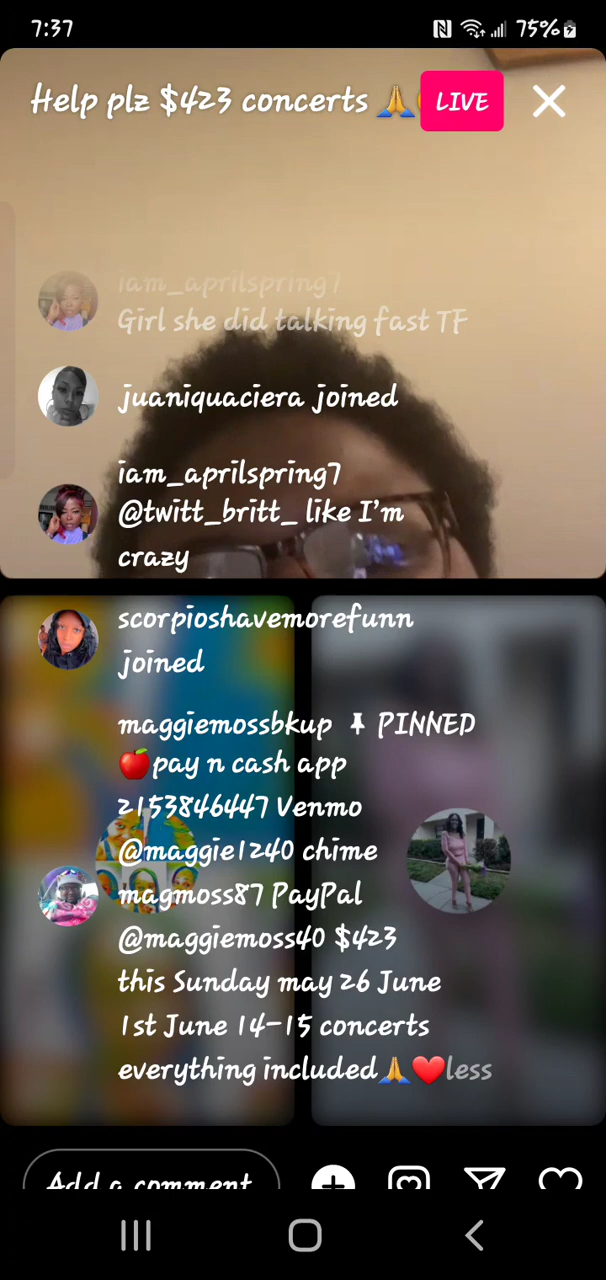 7:37 75%
Help plz $423 concerts 🙏
LIVE
iam_aprilspring7
Girl she did talking fast TF
juaniquaciera joined
iam_aprilspring7
@twitt_britt_ like I'm
crazy
scorpioshavemorefunn
joined
maggiemossbkup 📌 PINNED
🍎pay n cash app
2153846447 Venmo
@maggie1240 chime
magmoss87 PayPal
@maggiemoss40 $423
this Sunday may 26 June
1st June 14-15 concerts
everything included🙏❤️less
Add a comment